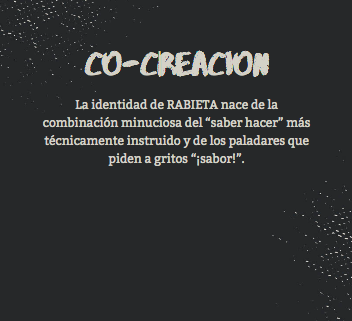 CO-CREACION
La identidad de RABIETA nace de la
combinación minuciosa del “saber hacer” más
técnicamente instruido y de los paladares que
piden a gritos “¡sabor!”.